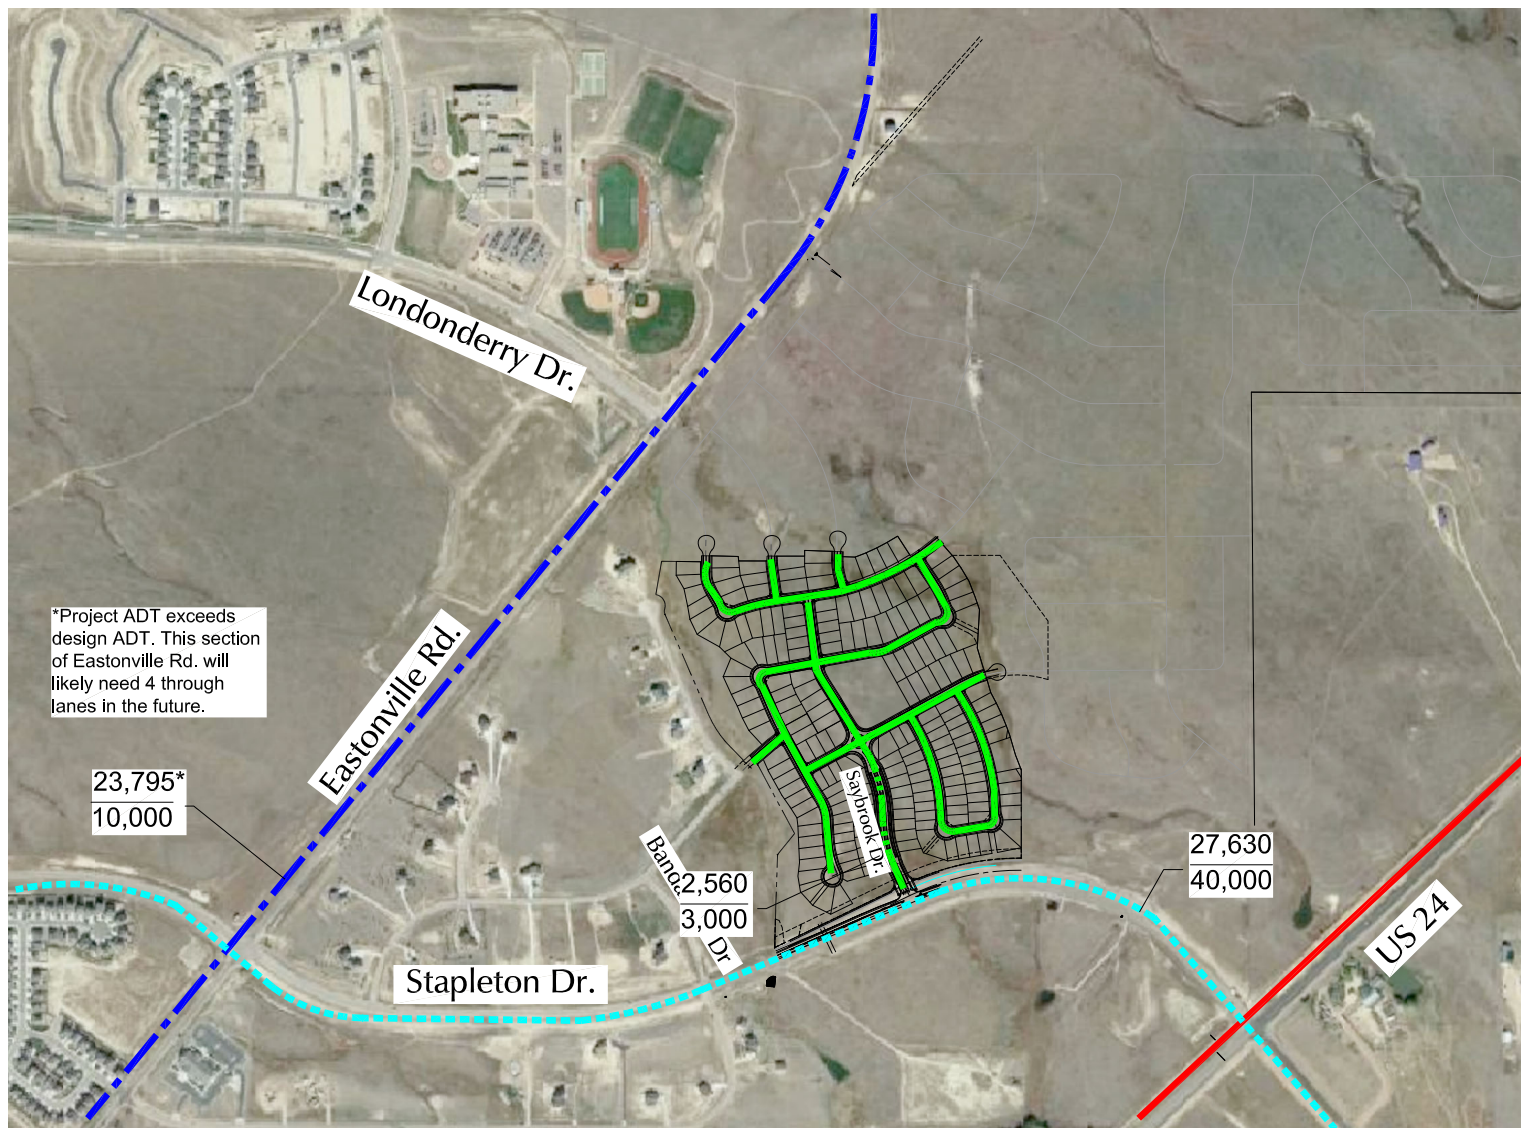 Londonderry Dr.
*Project ADT exceeds
design ADT. This section
of Eastonville Rd. will
likely need 4 through
lanes in the future.
Eastonville Rd.
23,795*
10,000
Saybrook Dr.
Dr
2,560
3,000
27,630
40,000
US 24
Stapleton Dr.